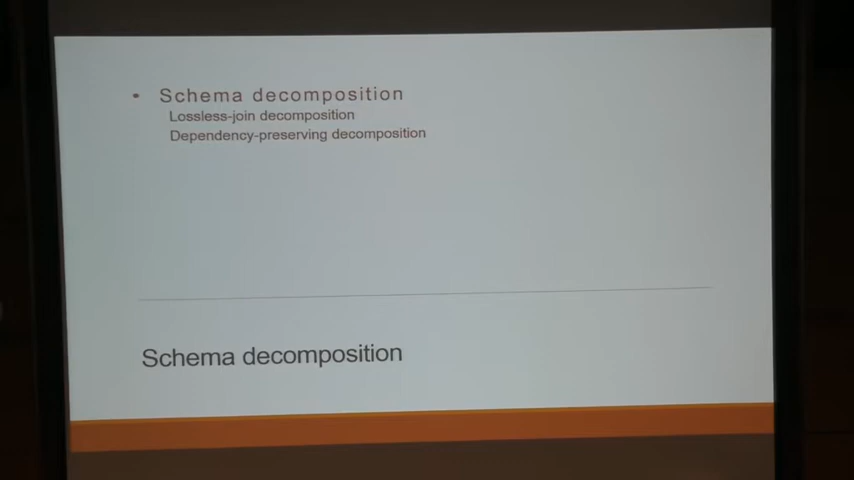 • Schema decomposition
Lossless-join decomposition
Dependency-preserving decomposition
Schema decomposition